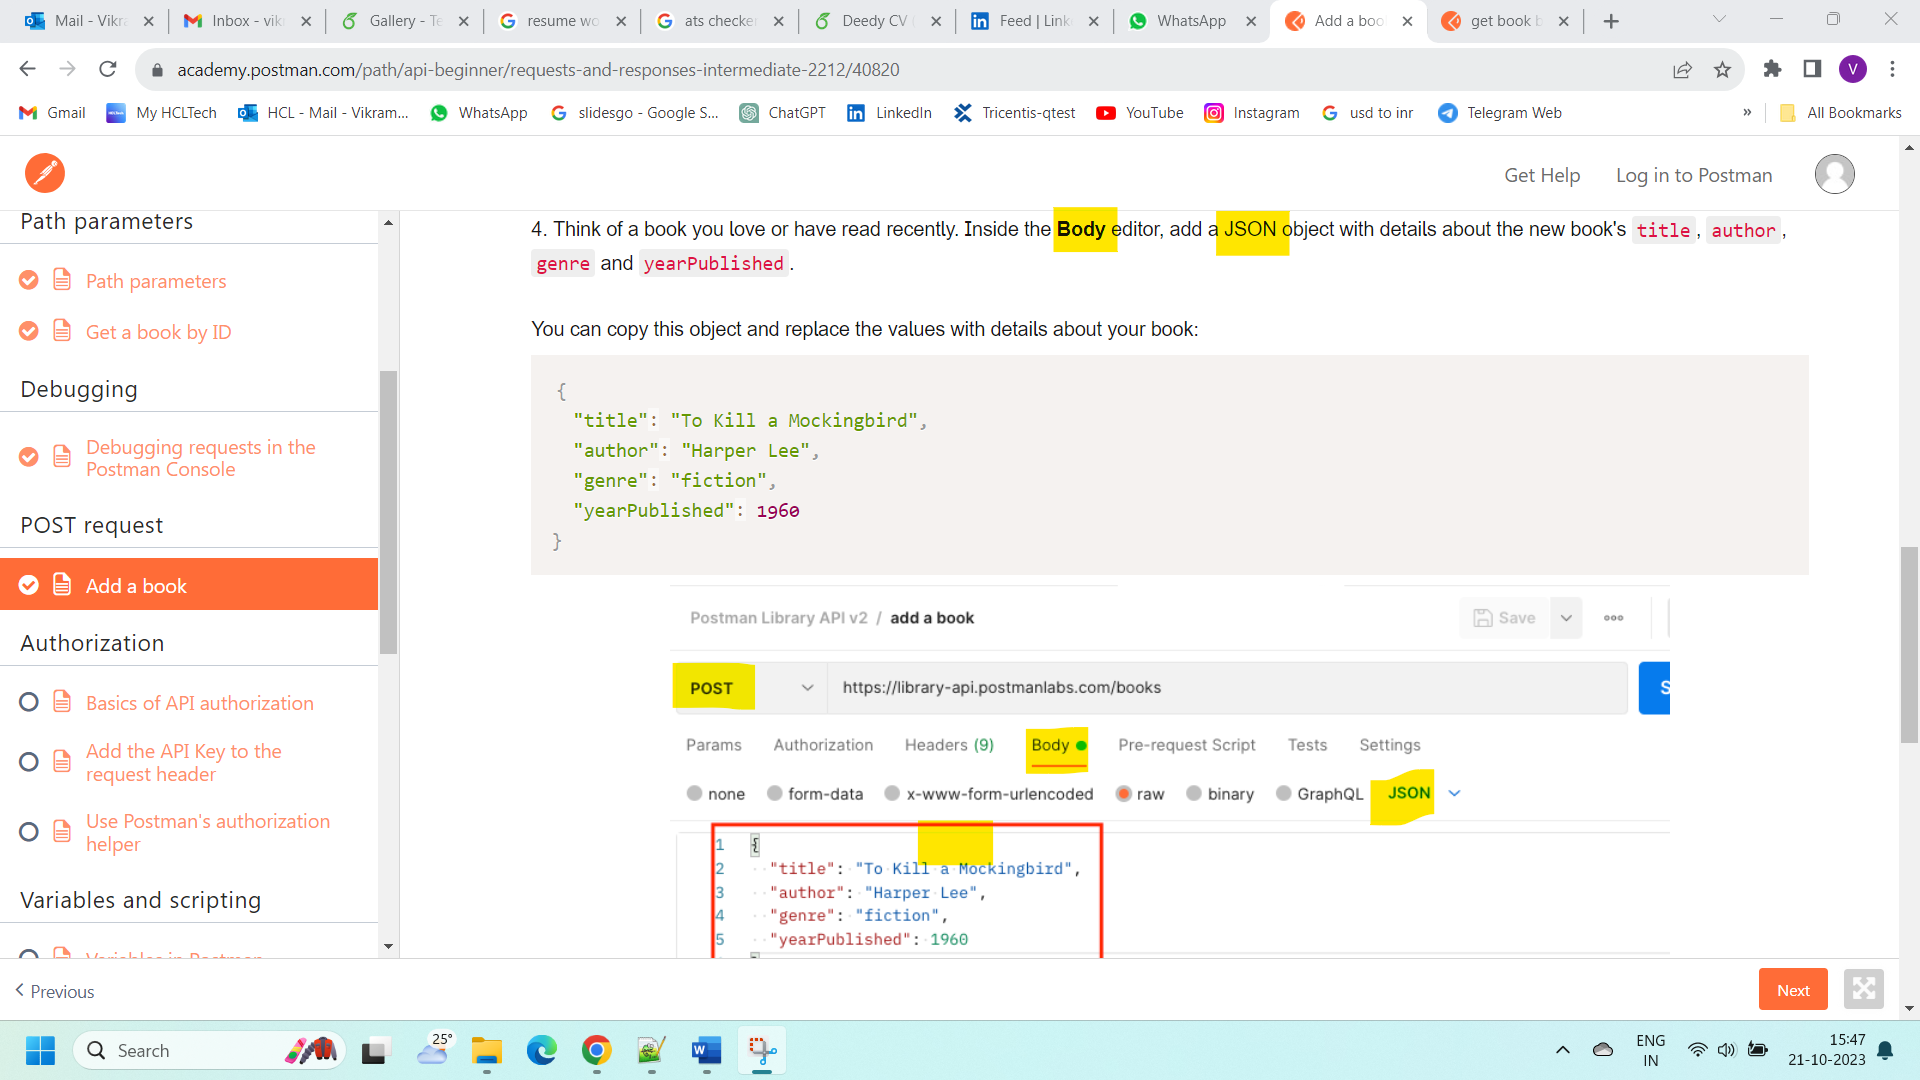 Mail - Vikra
Inbox - vik
Gallery - Te
resume wo
ats checke
Deedy CV (
Feed | Link
WhatsApp
Add a boo
get book b
academy.postman.com/path/api-beginner/requests-and-responses-intermediate-2212/40820
V
Gmail
My HCLTech
HCL - Mail - Vikram...
WhatsApp
slidesgo - Google S...
ChatGPT
LinkedIn
Tricentis-qtest
YouTube
Instagram
usd to inr
Telegram Web
»
All Bookmarks
Get Help
Log in to Postman
Path parameters
Path parameters
Get a book by ID
Debugging
Debugging requests in the
Postman Console
POST request
Add a book
Authorization
Basics of API authorization
Add the API Key to the
request header
Use Postman's authorization
helper
Variables and scripting
Variables in Postman
4. Think of a book you love or have read recently. Inside the Body editor, add a JSON object with details about the new book's title, author,
genre and yearPublished.
You can copy this object and replace the values with details about your book:
{
"title": "To Kill a Mockingbird",
"author": "Harper Lee",
"genre": "fiction",
"yearPublished": 1960
}
Postman Library API v2 / add a book
Save
POST
https://library-api.postmanlabs.com/books
S
Params
Authorization
Headers (9)
Body
Pre-request Script
Tests
Settings
none
form-data
x-www-form-urlencoded
raw
binary
GraphQL
JSON
1 {
2 "title": "To Kill a Mockingbird",
3 "author": "Harper Lee",
4 "genre": "fiction",
5 "yearPublished": 1960
Previous
Next
Search
25°
ENG
IN
15:47
21-10-2023